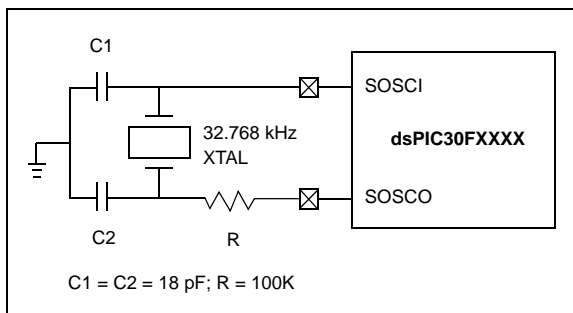 C1
SOSCI
32.768 kHz
XTAL
dsPIC30FXXXX
SOSCO
C2
R
C1 = C2 = 18 pF; R = 100K